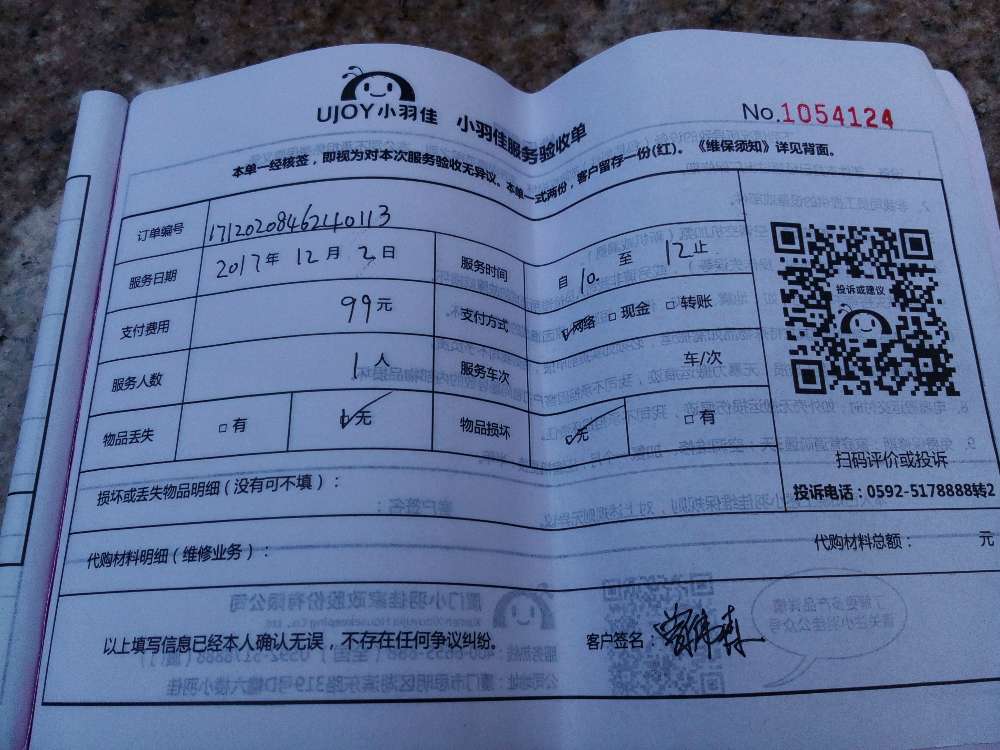 UJOY小羽佳 小羽佳服务验收单 No.1054124
本单一经核签，即视为对本次服务验收无异议。本单一式两份，客户留存一份(红)。《维保须知》详见背面。
订单编号 1712020846240113
服务日期 2017年12月2日 服务时间 自10.至12止
支付费用 99元 支付方式 ☑网络 □现金 □转账
服务人数 1人 服务车次 车/次
物品丢失 □有 ☑无 物品损坏 ☑无 □有
投诉或建议
扫码评价或投诉
投诉电话：0592-5178888转2
损坏或丢失物品明细（没有可不填）：
代购材料明细（维修业务）： 代购材料总额： 元
以上填写信息已经本人确认无误，不存在任何争议纠纷。 客户签名：